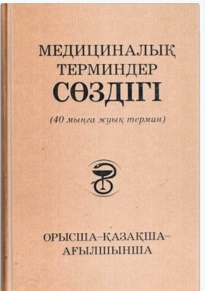 МЕДИЦИНАЛЫҚ
ТЕРМИНДЕР
СӨЗДІГІ
(40 мыңға жуық термин)
ОРЫСША–ҚАЗАҚША–
АҒЫЛШЫНША